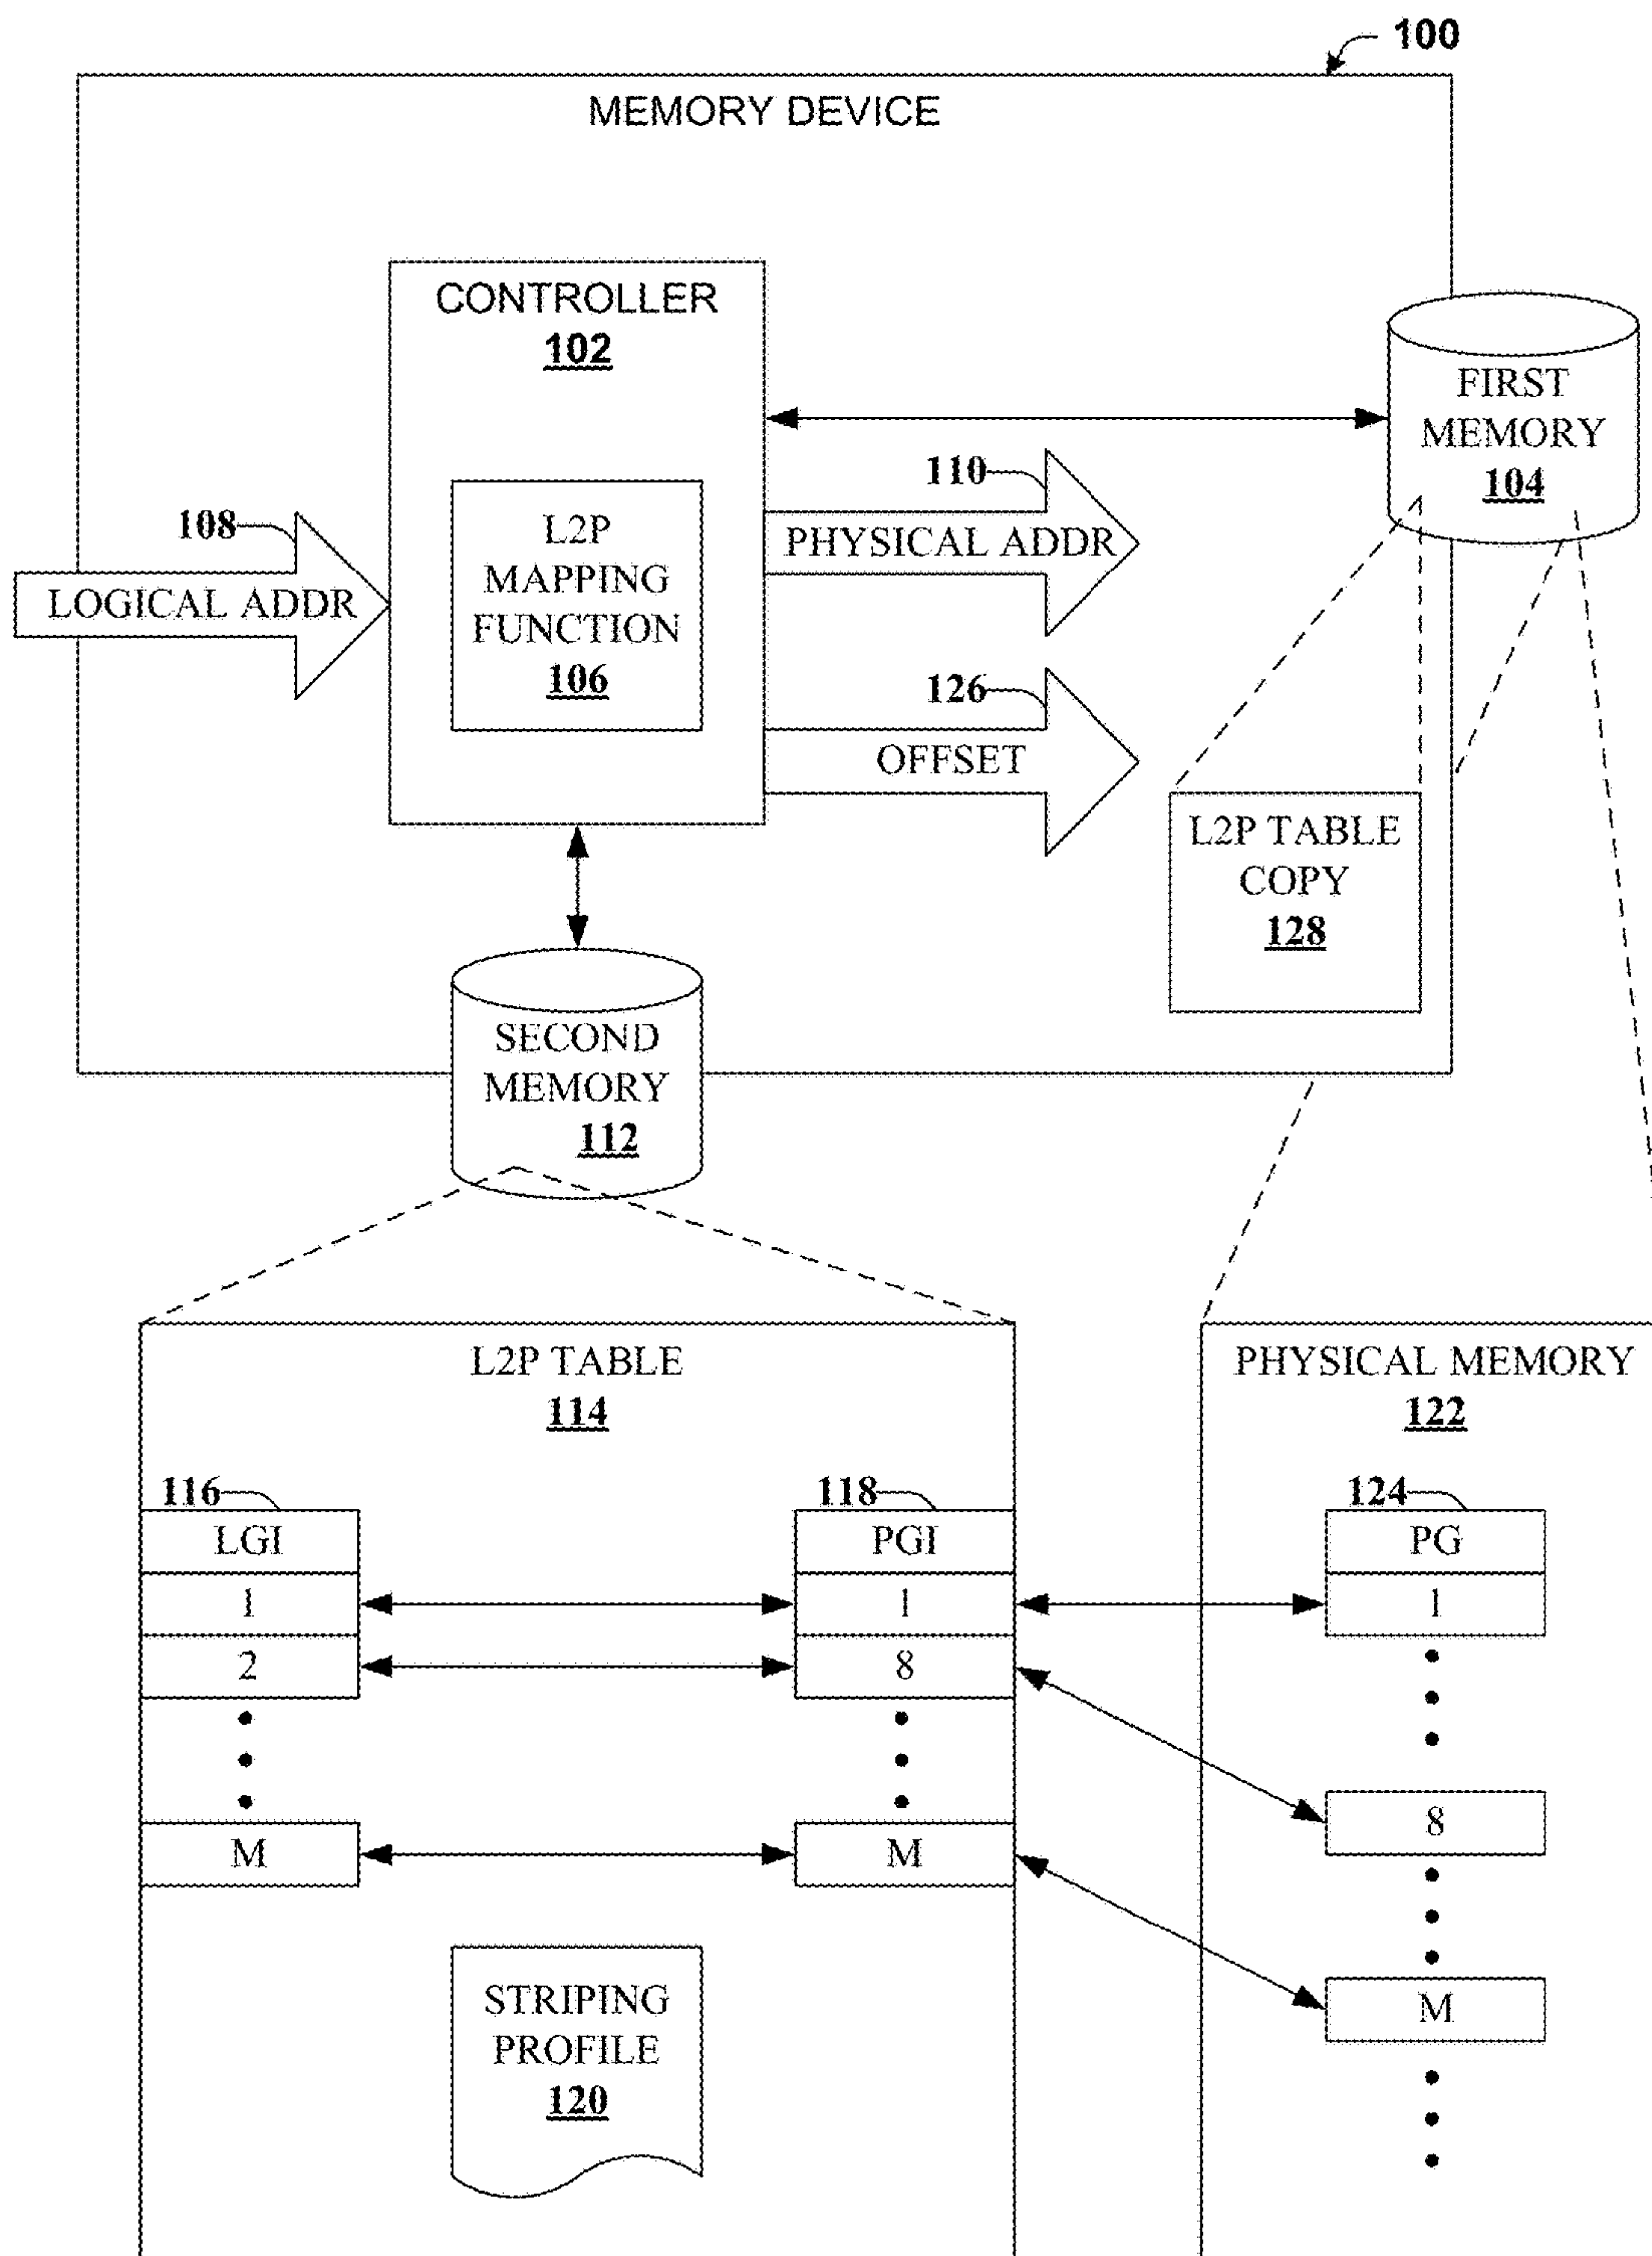 100
MEMORY DEVICE
CONTROLLER
102
FIRST
MEMORY
104
L2P
MAPPING
FUNCTION
106
108
LOGICAL ADDR
110
PHYSICAL ADDR
126
OFFSET
L2P TABLE
COPY
128
SECOND
MEMORY
112
L2P TABLE
114
116
LGI
1
2
M
118
PGI
1
8
M
STRIPING
PROFILE
120
PHYSICAL MEMORY
122
124
PG
1
8
M